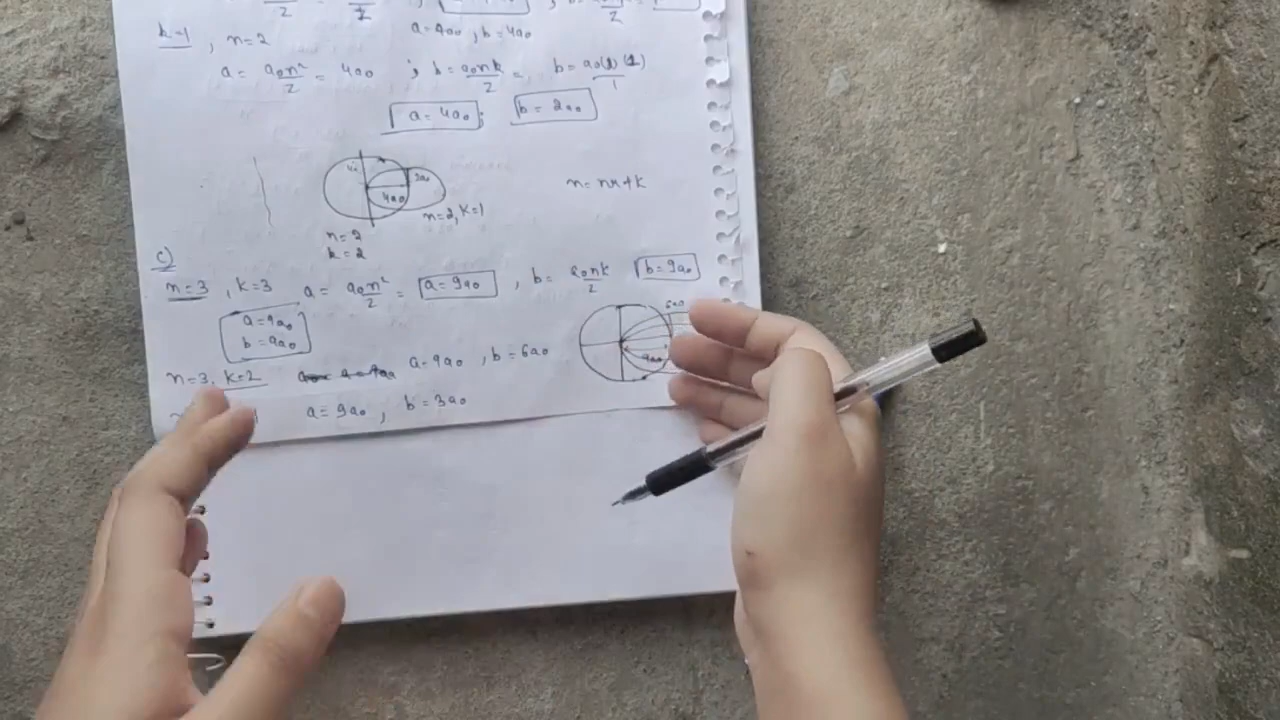 k=1, n=2
a=4a₀, b=4a₀
a = a₀n²/2 = 4a₀ ; b = a₀nk/2 =, b = a₀(2)(1)/1
a = 4a₀ ; b = 2a₀
2a₀
4a₀
n=2, k=1
n = nr+k
n=2
k=2
c)
n=3, k=3 a = a₀n²/2 = a=9a₀, b = a₀nk/2 b=9a₀
a=9a₀
b=9a₀
6a₀
9a₀
n=3, k=2 a=9a₀, b=6a₀
a=9a₀, b=3a₀